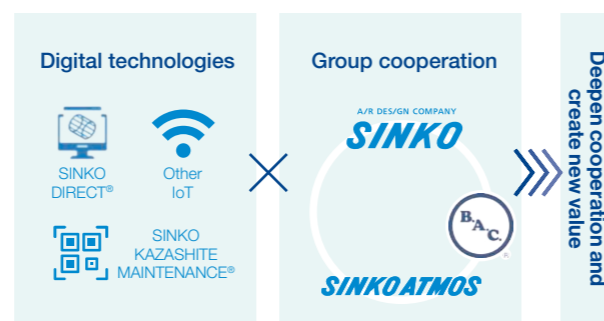 Digital technologies
SINKO
DIRECT®
Other
IoT
SINKO
KAZASHITE
MAINTENANCE®
×
Group cooperation
A/R DES/GN COMPANY
SINKO
B.A.C.
®
SINKO ATMOS
Deepen cooperation and
create new value